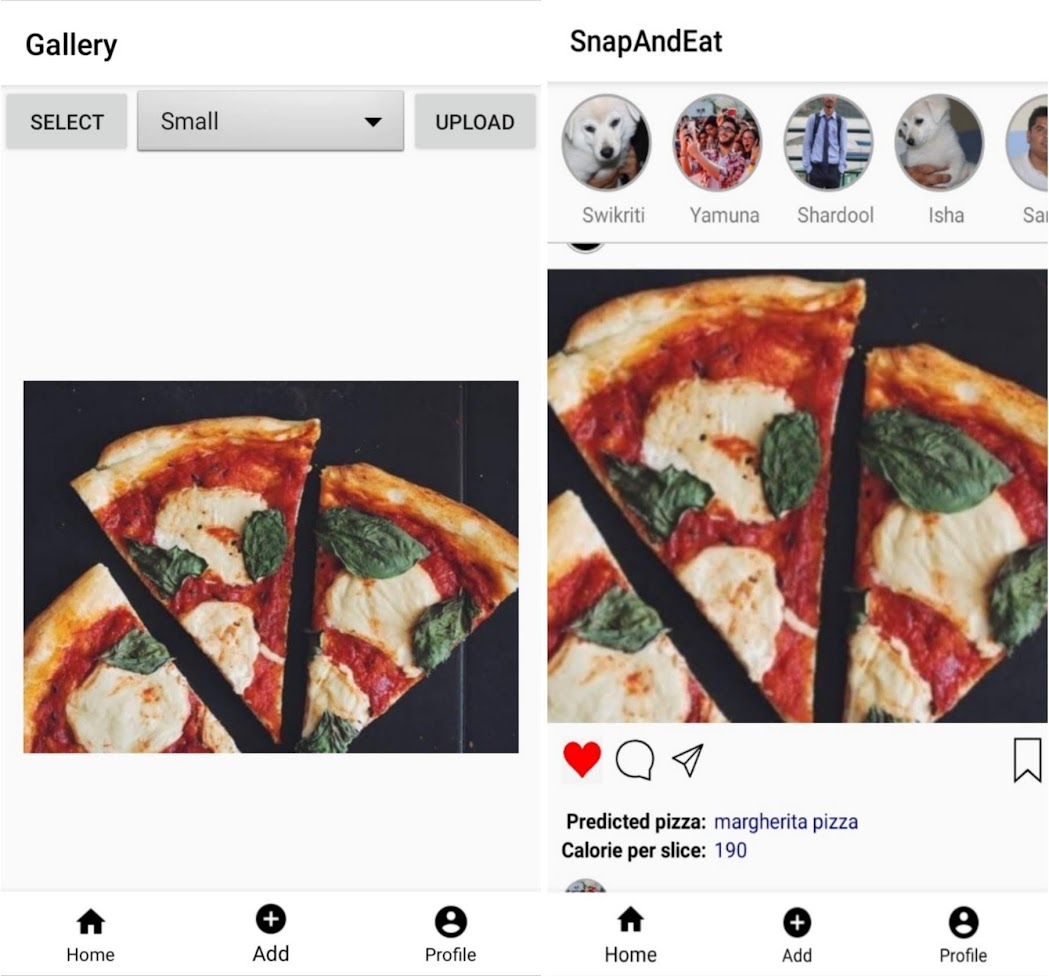 Gallery
SELECT Small UPLOAD
Home Add Profile
SnapAndEat
Swikriti Yamuna Shardool Isha Sar
Predicted pizza: margherita pizza
Calorie per slice: 190
Home Add Profile